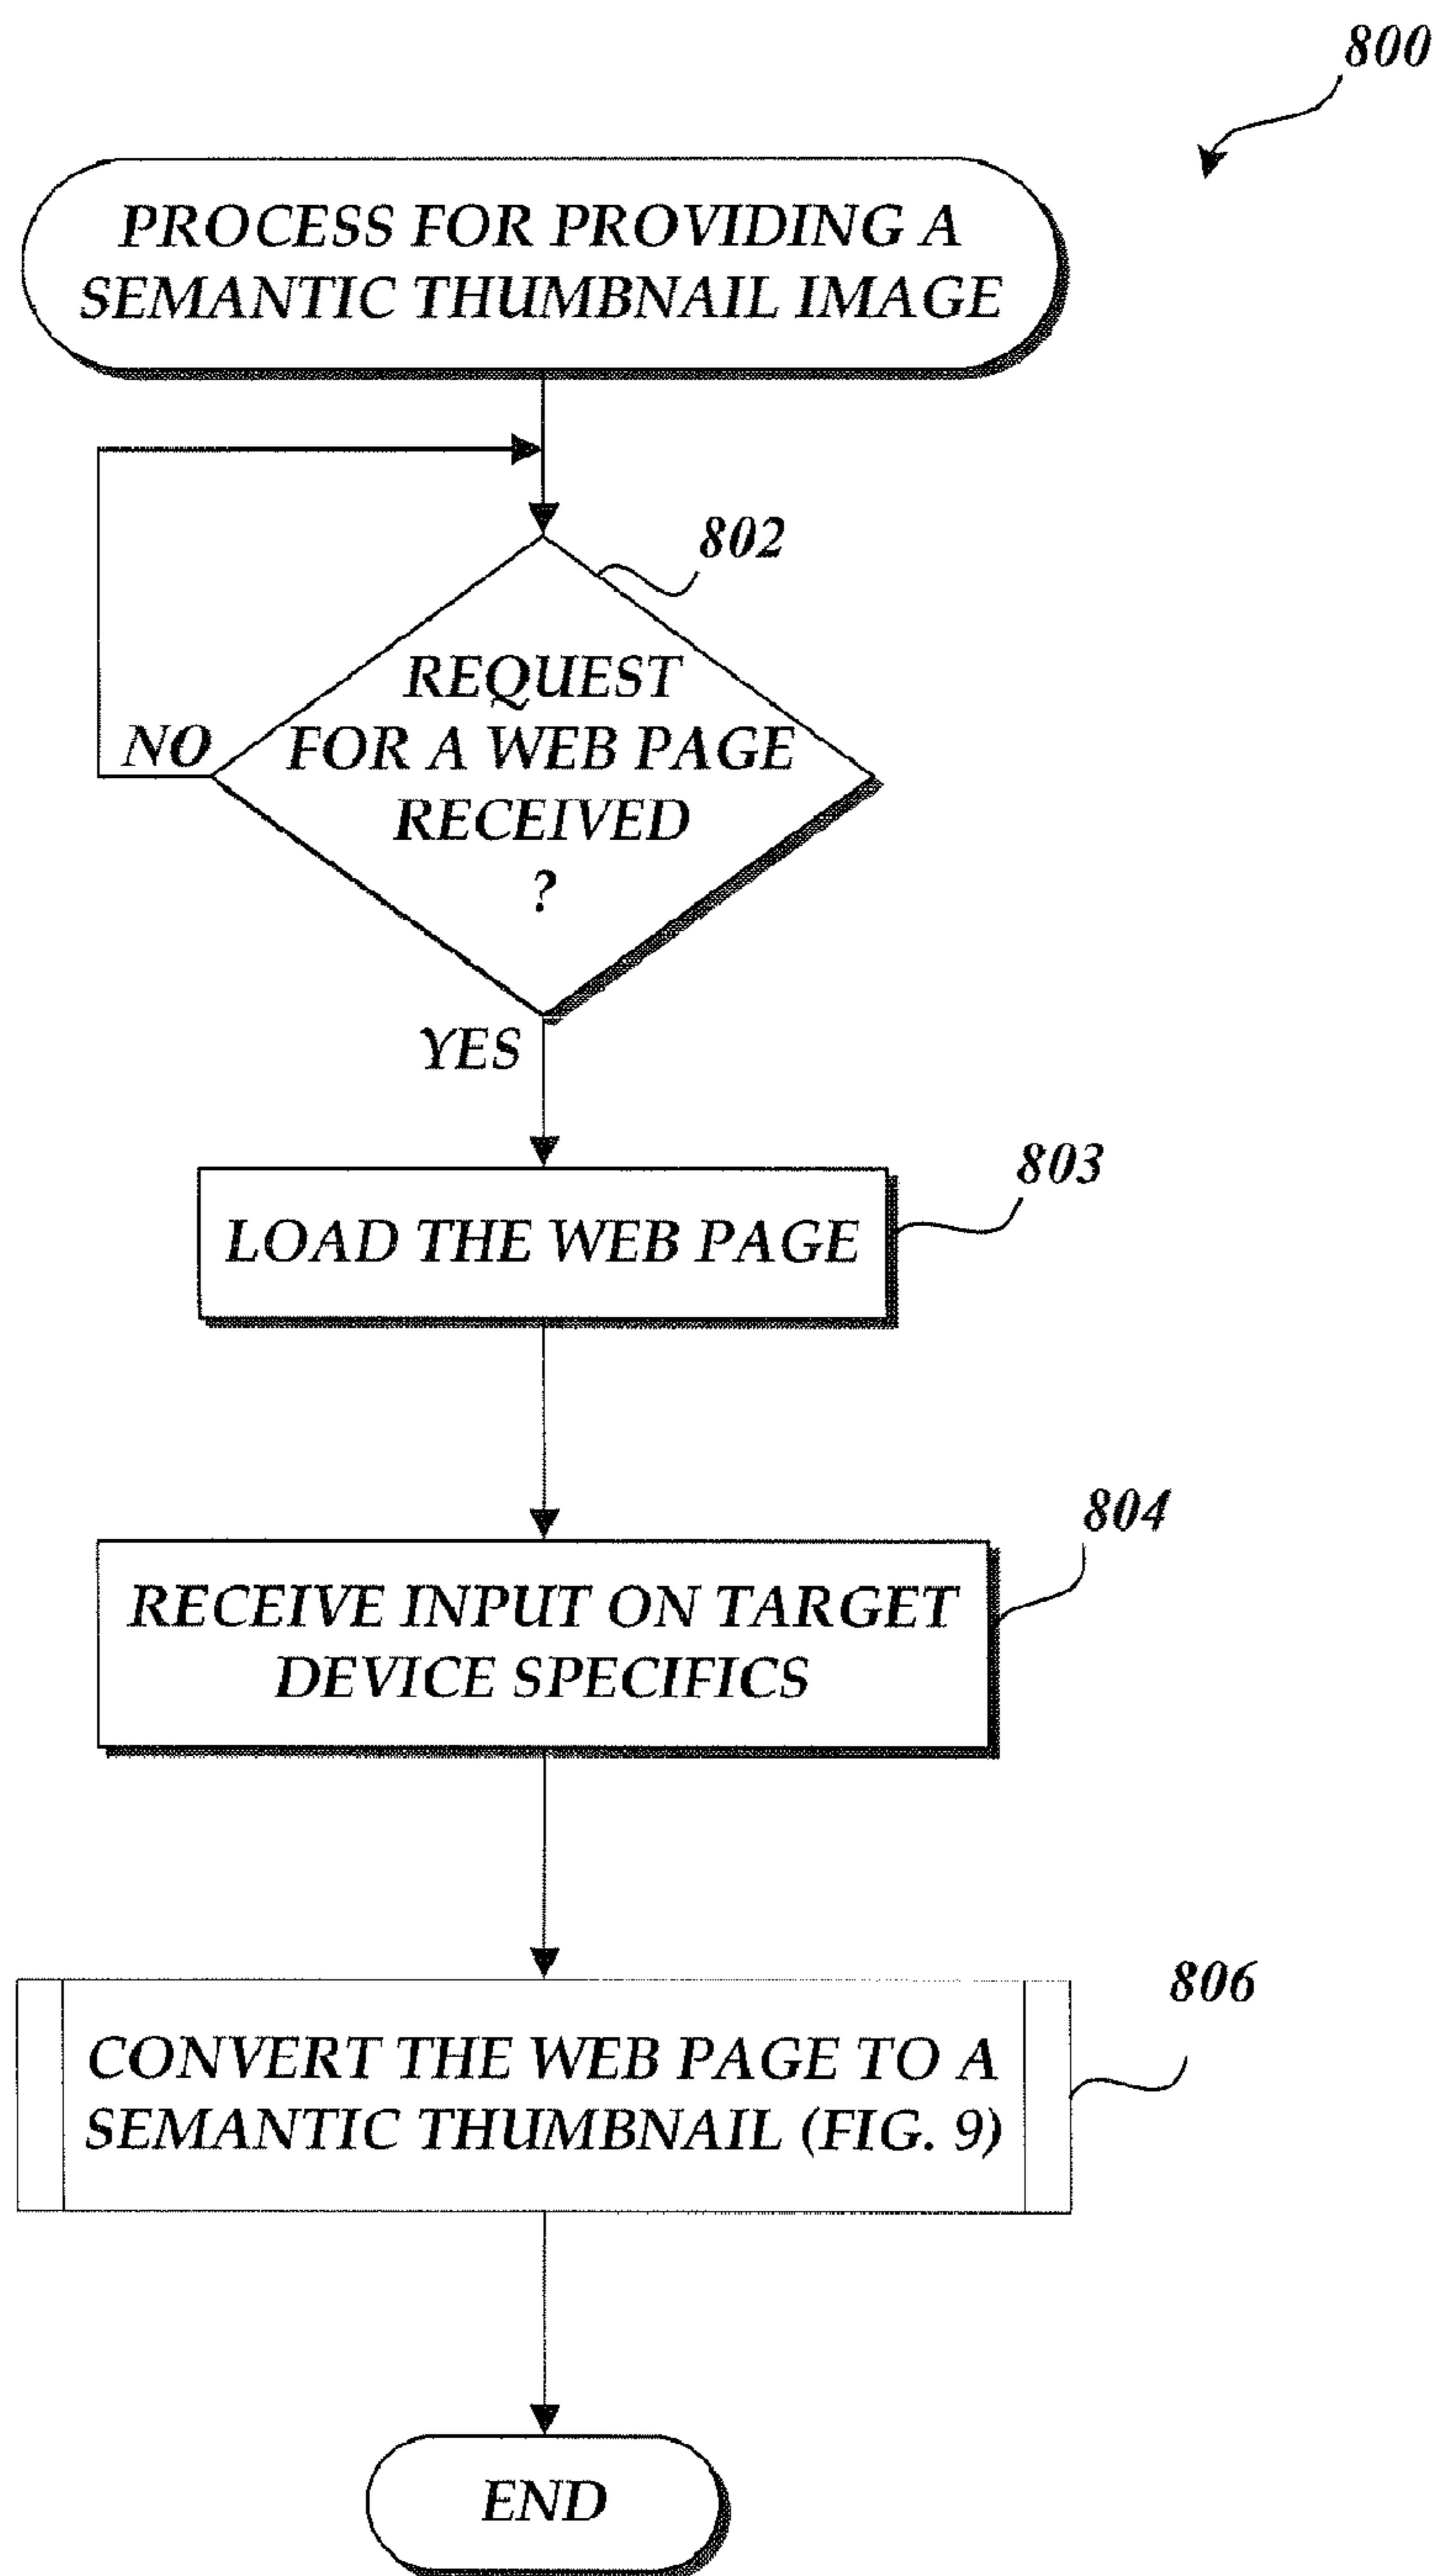 800
PROCESS FOR PROVIDING A
SEMANTIC THUMBNAIL IMAGE
802
REQUEST
FOR A WEB PAGE
RECEIVED
?
NO
YES
803
LOAD THE WEB PAGE
804
RECEIVE INPUT ON TARGET
DEVICE SPECIFICS
806
CONVERT THE WEB PAGE TO A
SEMANTIC THUMBNAIL (FIG. 9)
END